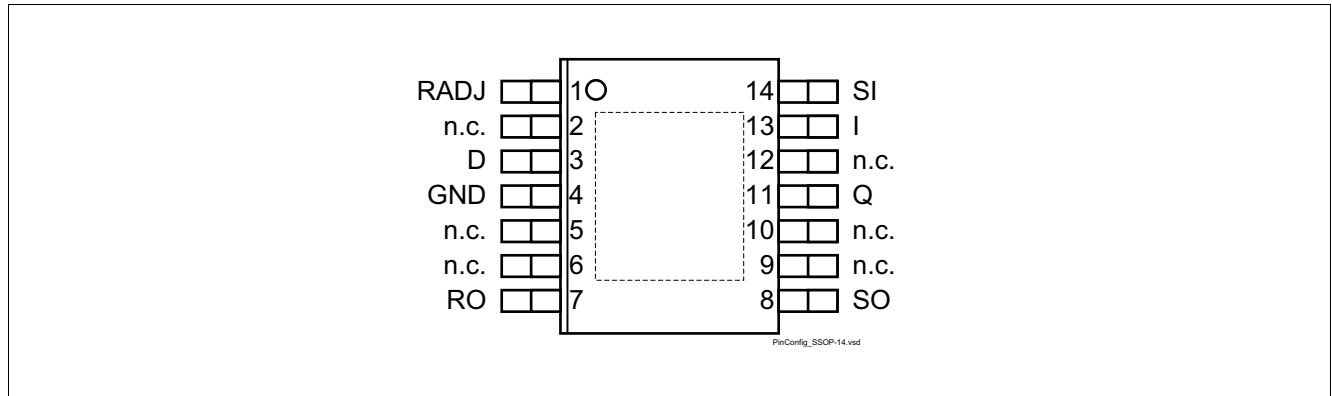 RADJ 1 14 SI
n.c. 2 13 I
D 3 12 n.c.
GND 4 11 Q
n.c. 5 10 n.c.
n.c. 6 9 n.c.
RO 7 8 SO
PinConfig_SSOP-14.vsd